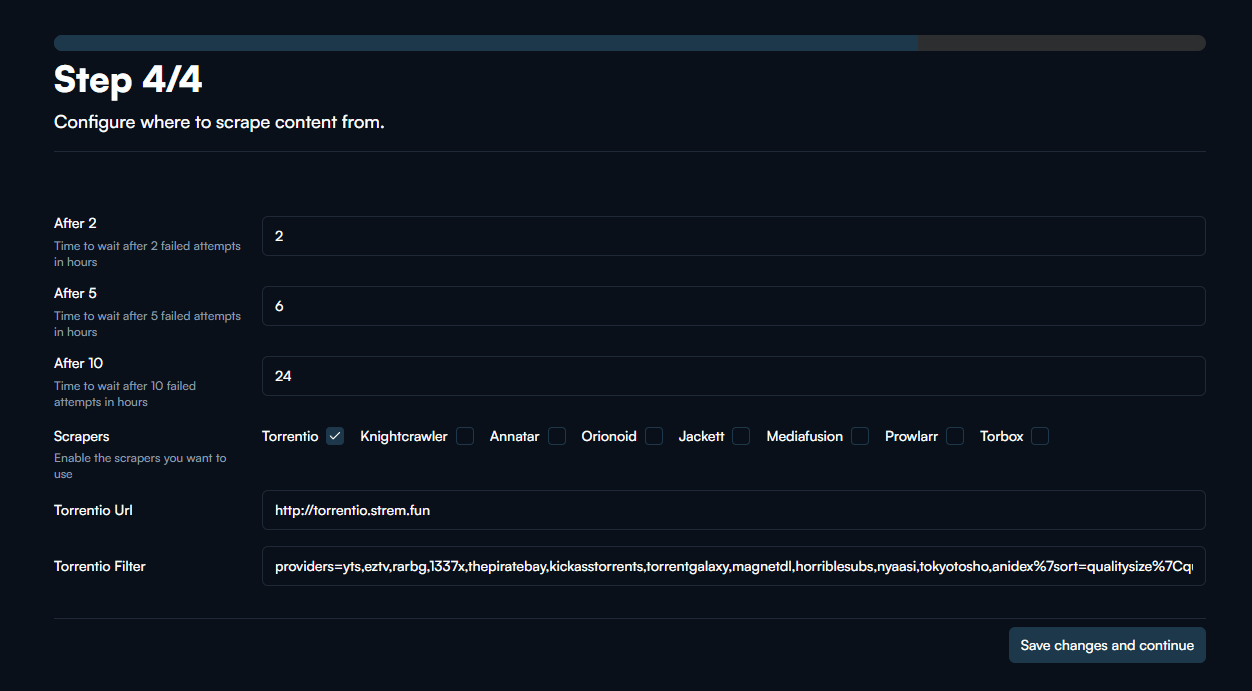 Step 4/4
Configure where to scrape content from.
After 2
Time to wait after 2 failed attempts
in hours
2
After 5
Time to wait after 5 failed attempts
in hours
6
After 10
Time to wait after 10 failed
attempts in hours
24
Scrapers
Enable the scrapers you want to
use
Torrentio Knightcrawler Annatar Orionoid Jackett Mediafusion Prowlarr Torbox
Torrentio Url
http://torrentio.strem.fun
Torrentio Filter
providers=yts,eztv,rarbg,1337x,thepiratebay,kickasstorrents,torrentgalaxy,magnetdl,horriblesubs,nyaasi,tokyotosho,anidex%7sort=qualitysize%7Cq
Save changes and continue